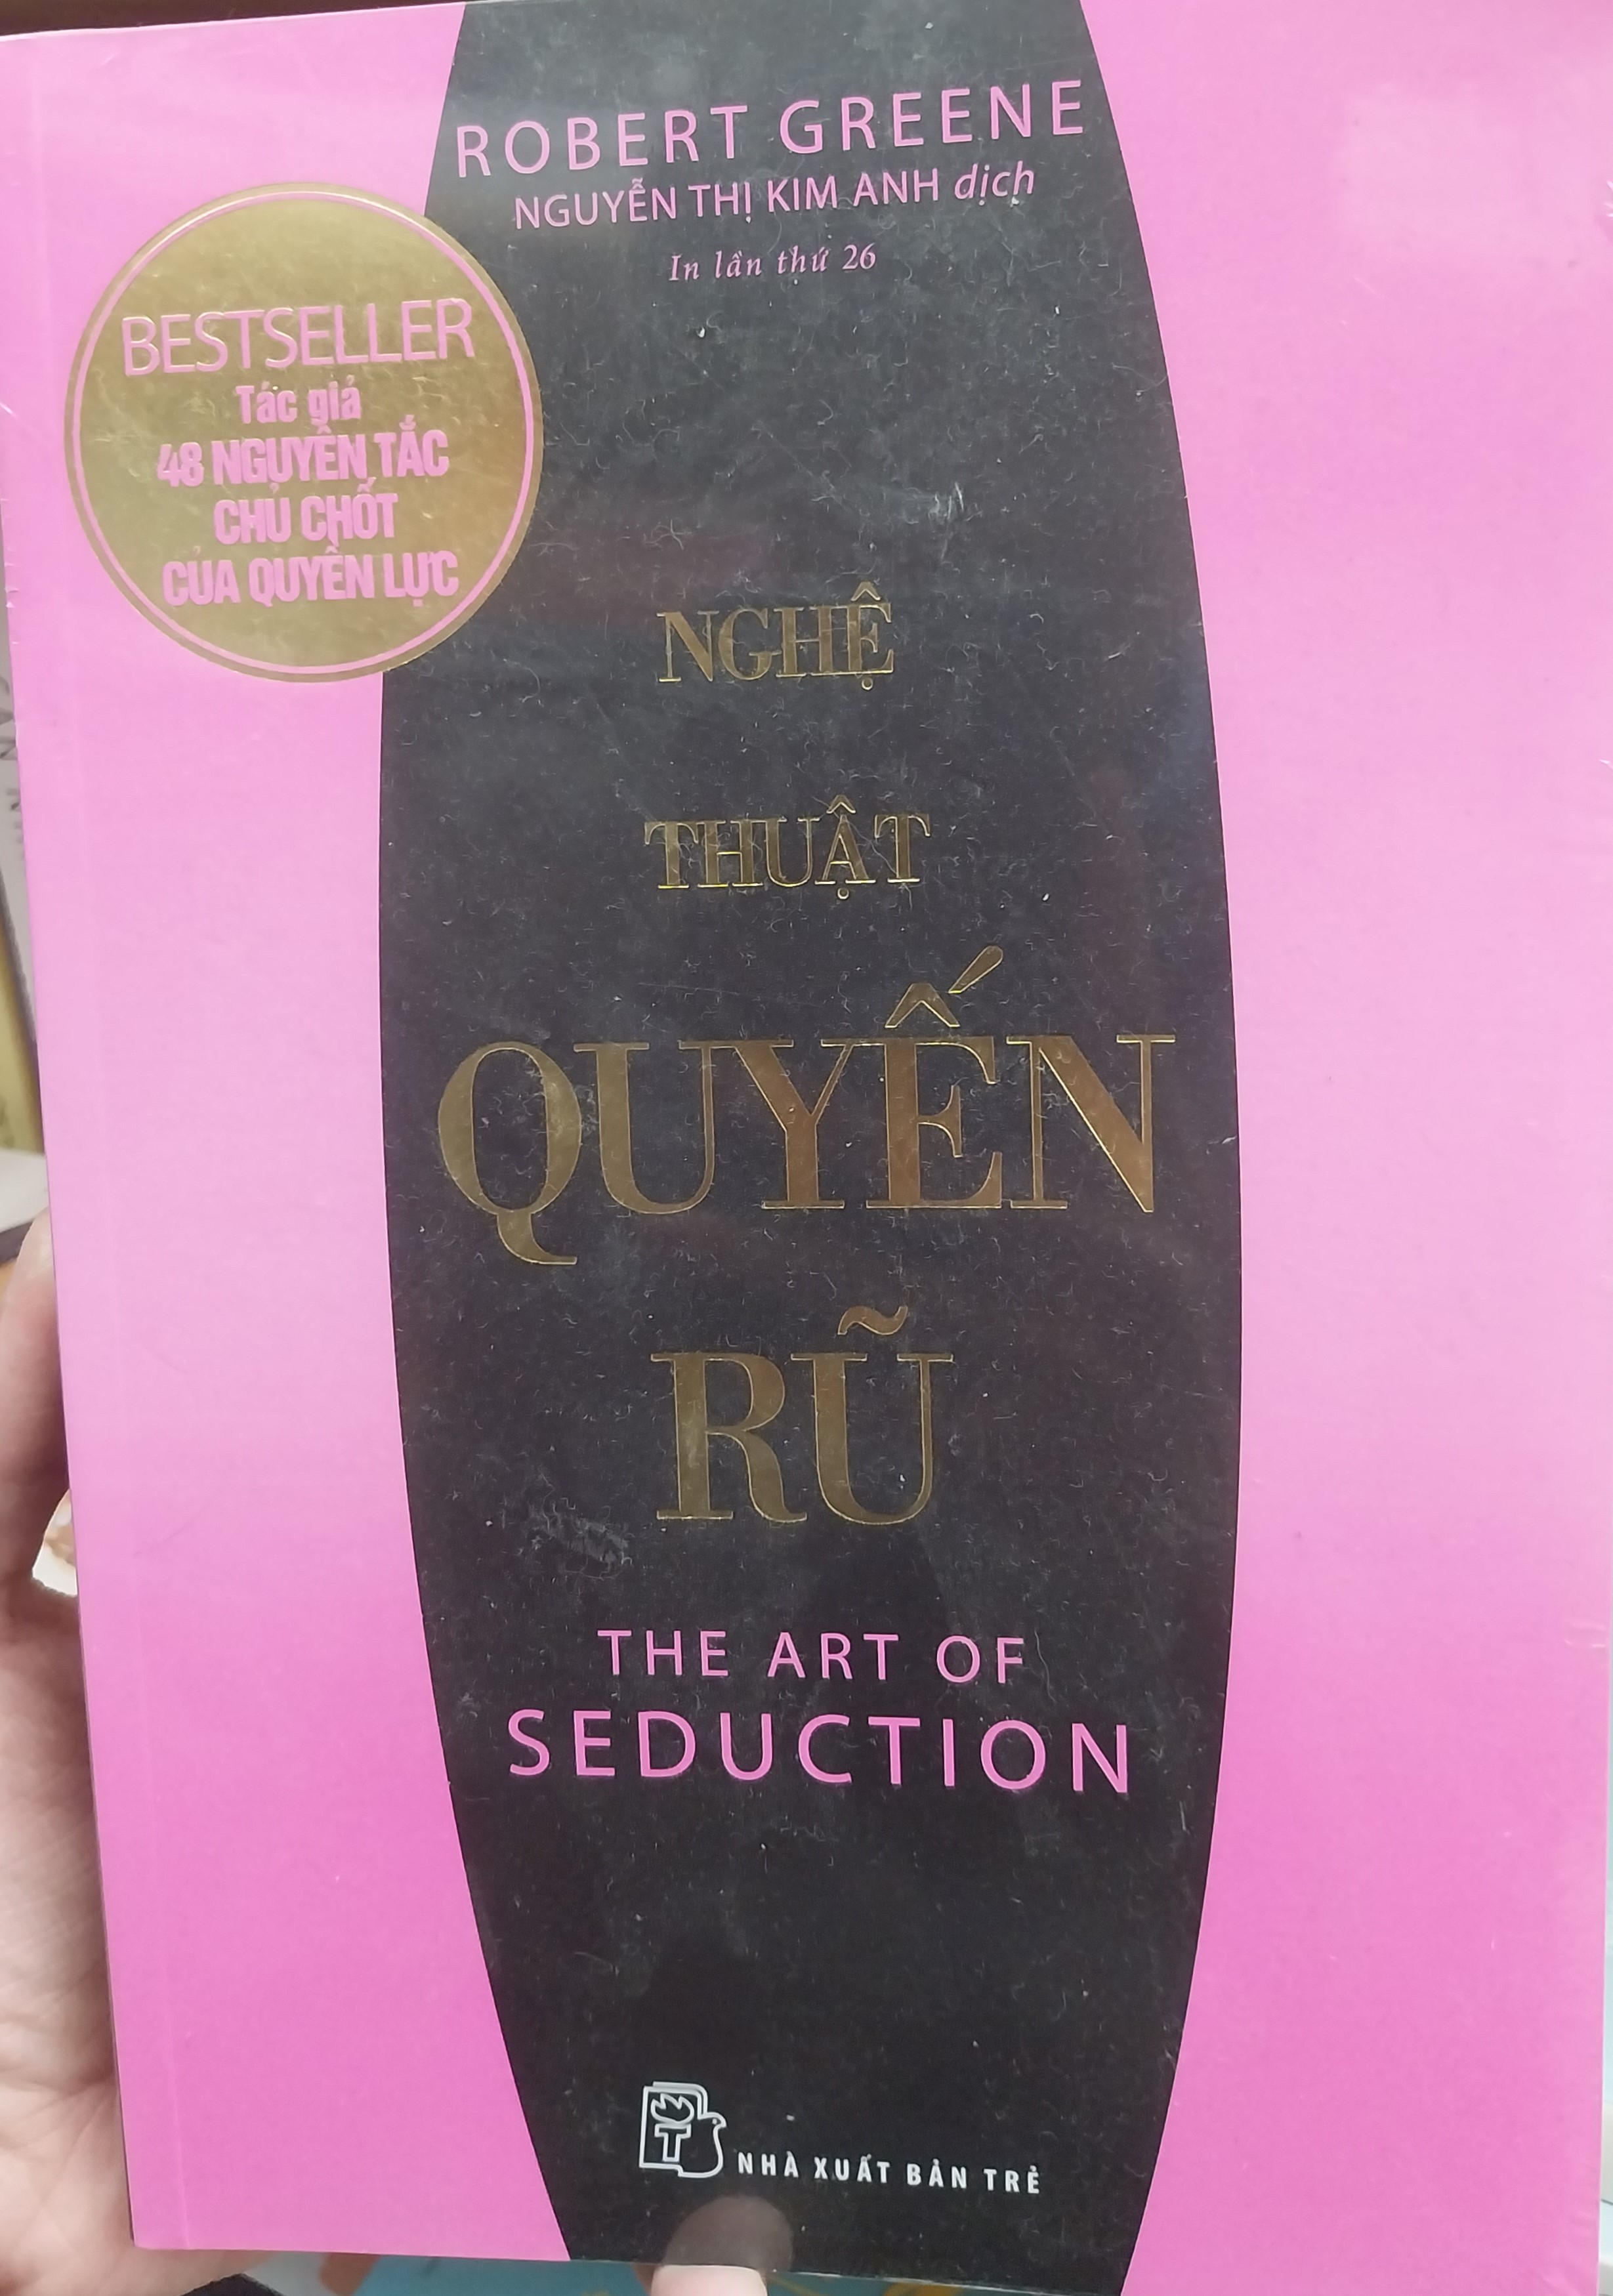 ROBERT GREENE
NGUYỄN THỊ KIM ANH dịch
In lần thứ 26
BESTSELLER
Tác giả
48 NGUYÊN TẮC
CHỦ CHỐT
CỦA QUYỀN LỰC
NGHỆ
THUẬT
QUYẾN
RŨ
THE ART OF
SEDUCTION
T
NHÀ XUẤT BẢN TRẺ